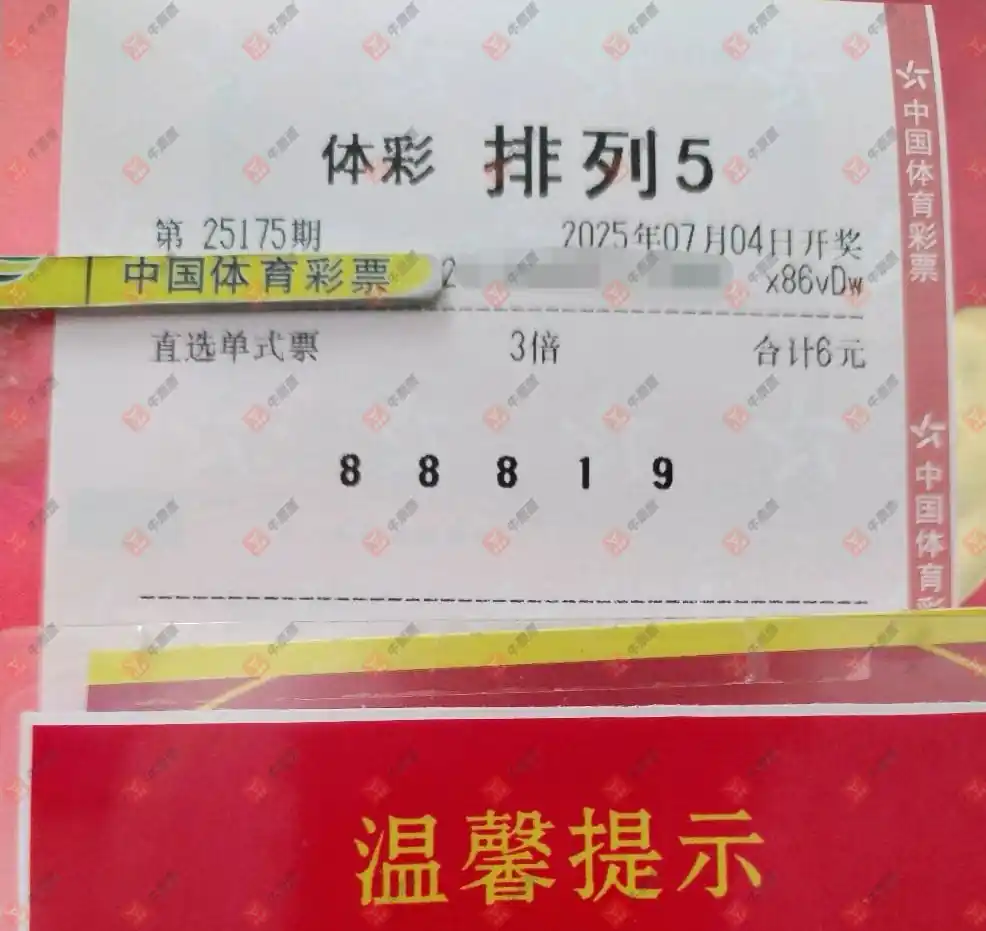 体彩 排列5
第 25175期 2025年07月04日开奖
中国体育彩票 2 x86vDw
直选单式票 3倍 合计6元
8 8 8 1 9
温馨提示
中国体育彩票
中国体育彩